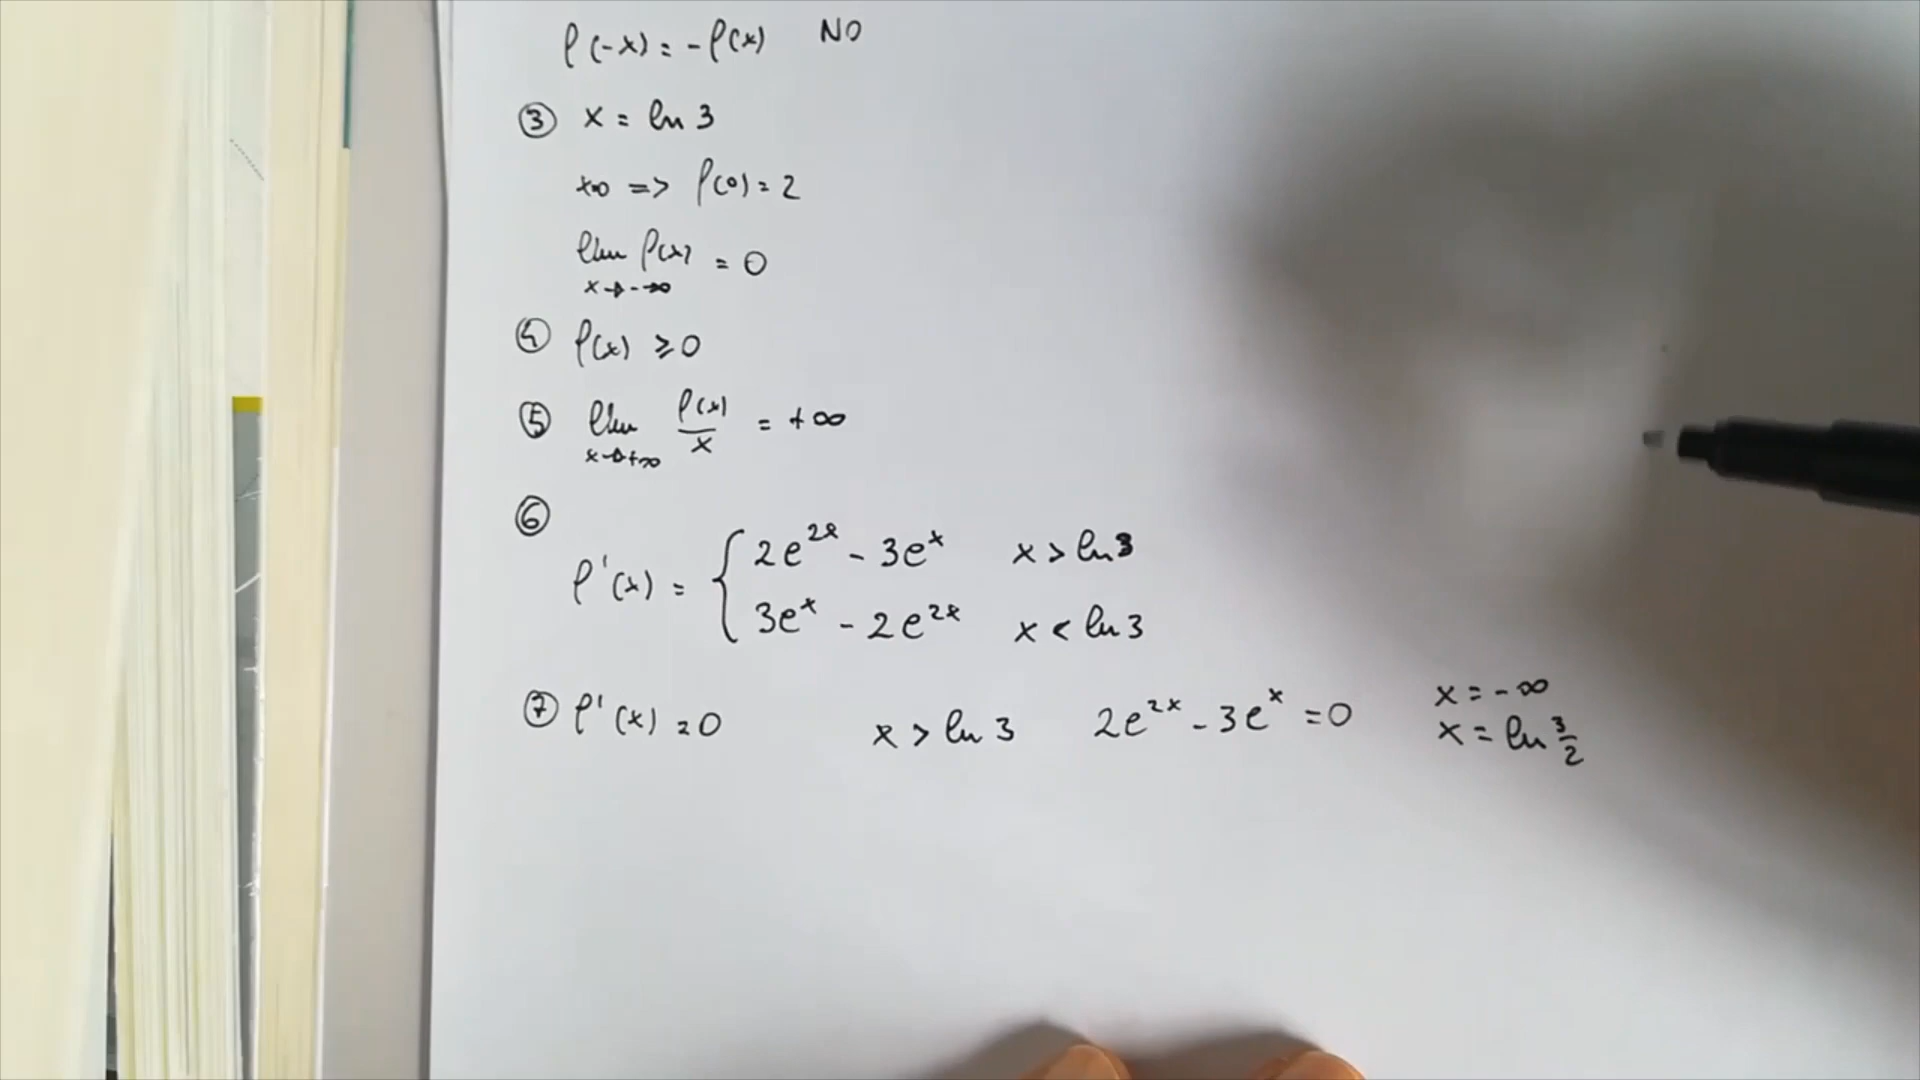 f(-x) = -f(x) NO
③ x = ln 3
x=0 => f(0) = 2
lim f(x) = 0
x→-∞
④ f(x) ≥ 0
⑤ lim f(x)/x = +∞
x→+∞
⑥
f'(x) = { 2e^{2x} - 3e^x x > ln 3
3e^x - 2e^{2x} x < ln 3
⑦ f'(x) = 0 x > ln 3 2e^{2x} - 3e^x = 0 x = -∞
x = ln 3/2